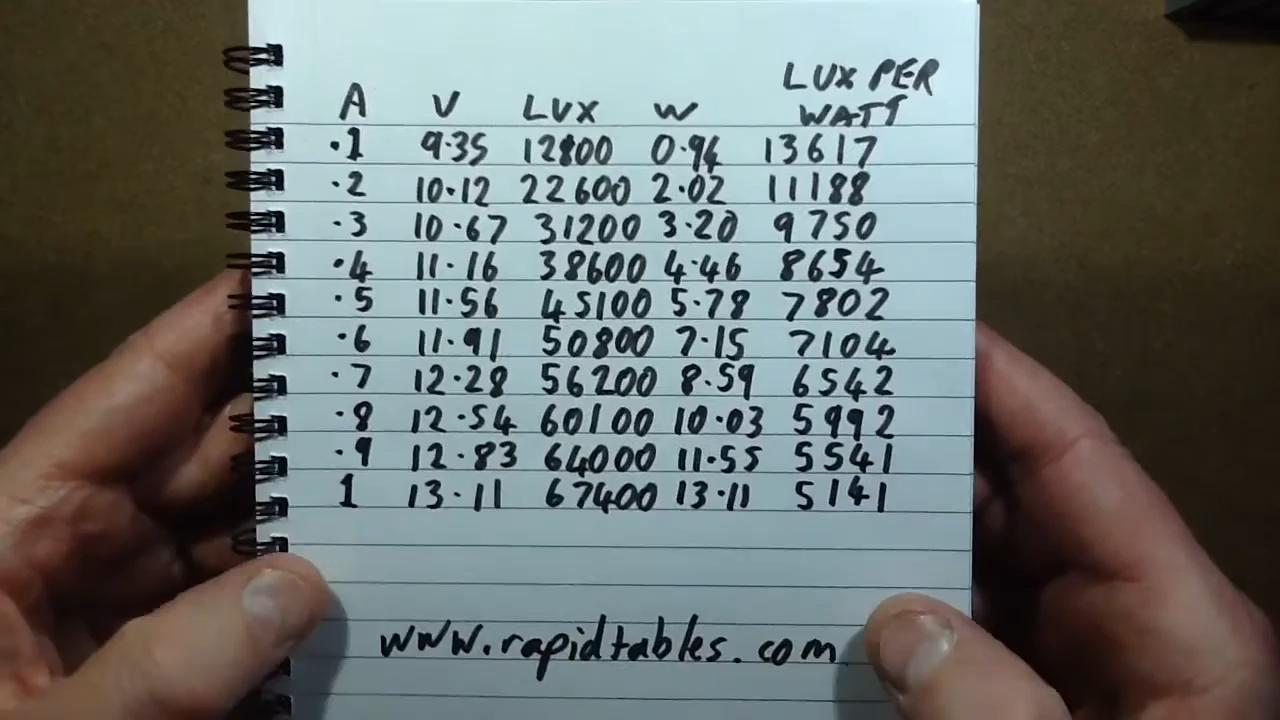 A V LUX W LUX PER WATT
.1 9.35 12800 0.94 13617
.2 10.12 22600 2.02 11188
.3 10.67 31200 3.20 9750
.4 11.16 38600 4.46 8654
.5 11.56 45100 5.78 7802
.6 11.91 50800 7.15 7104
.7 12.28 56200 8.59 6542
.8 12.54 60100 10.03 5992
.9 12.83 64000 11.55 5541
1 13.11 67400 13.11 5141
www.rapidtables.com